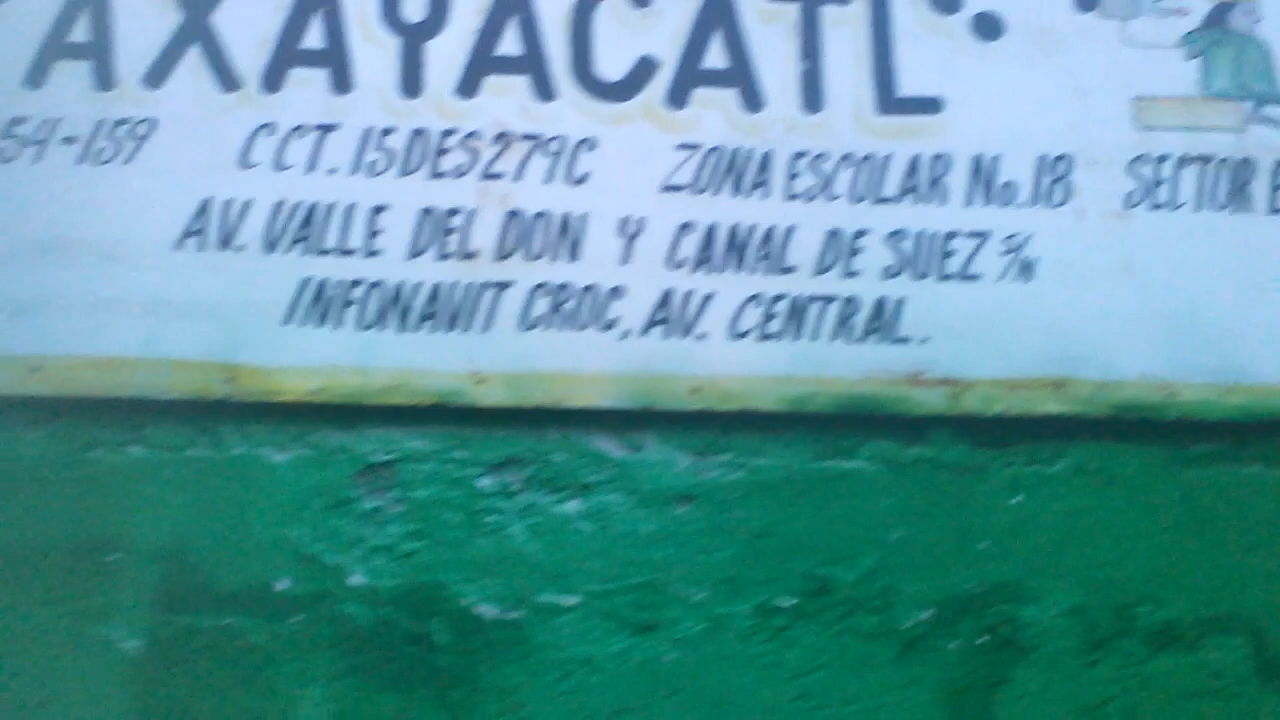 AXAYACATL"
54-159 CCT.15DES279C ZONA ESCOLAR No.18 SECTOR
AV. VALLE DEL DON Y CANAL DE SUEZ S/N
INFONAVIT CROC, AV. CENTRAL.